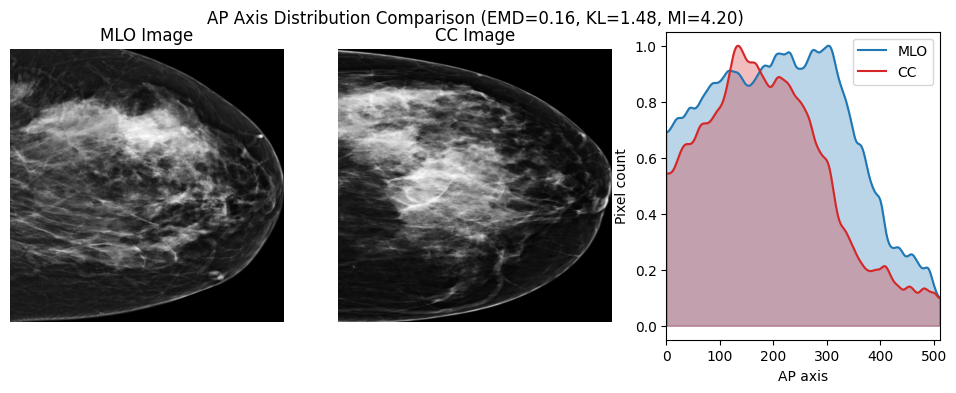 AP Axis Distribution Comparison (EMD=0.16, KL=1.48, MI=4.20)
MLO Image
CC Image
MLO
CC
Pixel count
1.0
0.8
0.6
0.4
0.2
0.0
0 100 200 300 400 500
AP axis